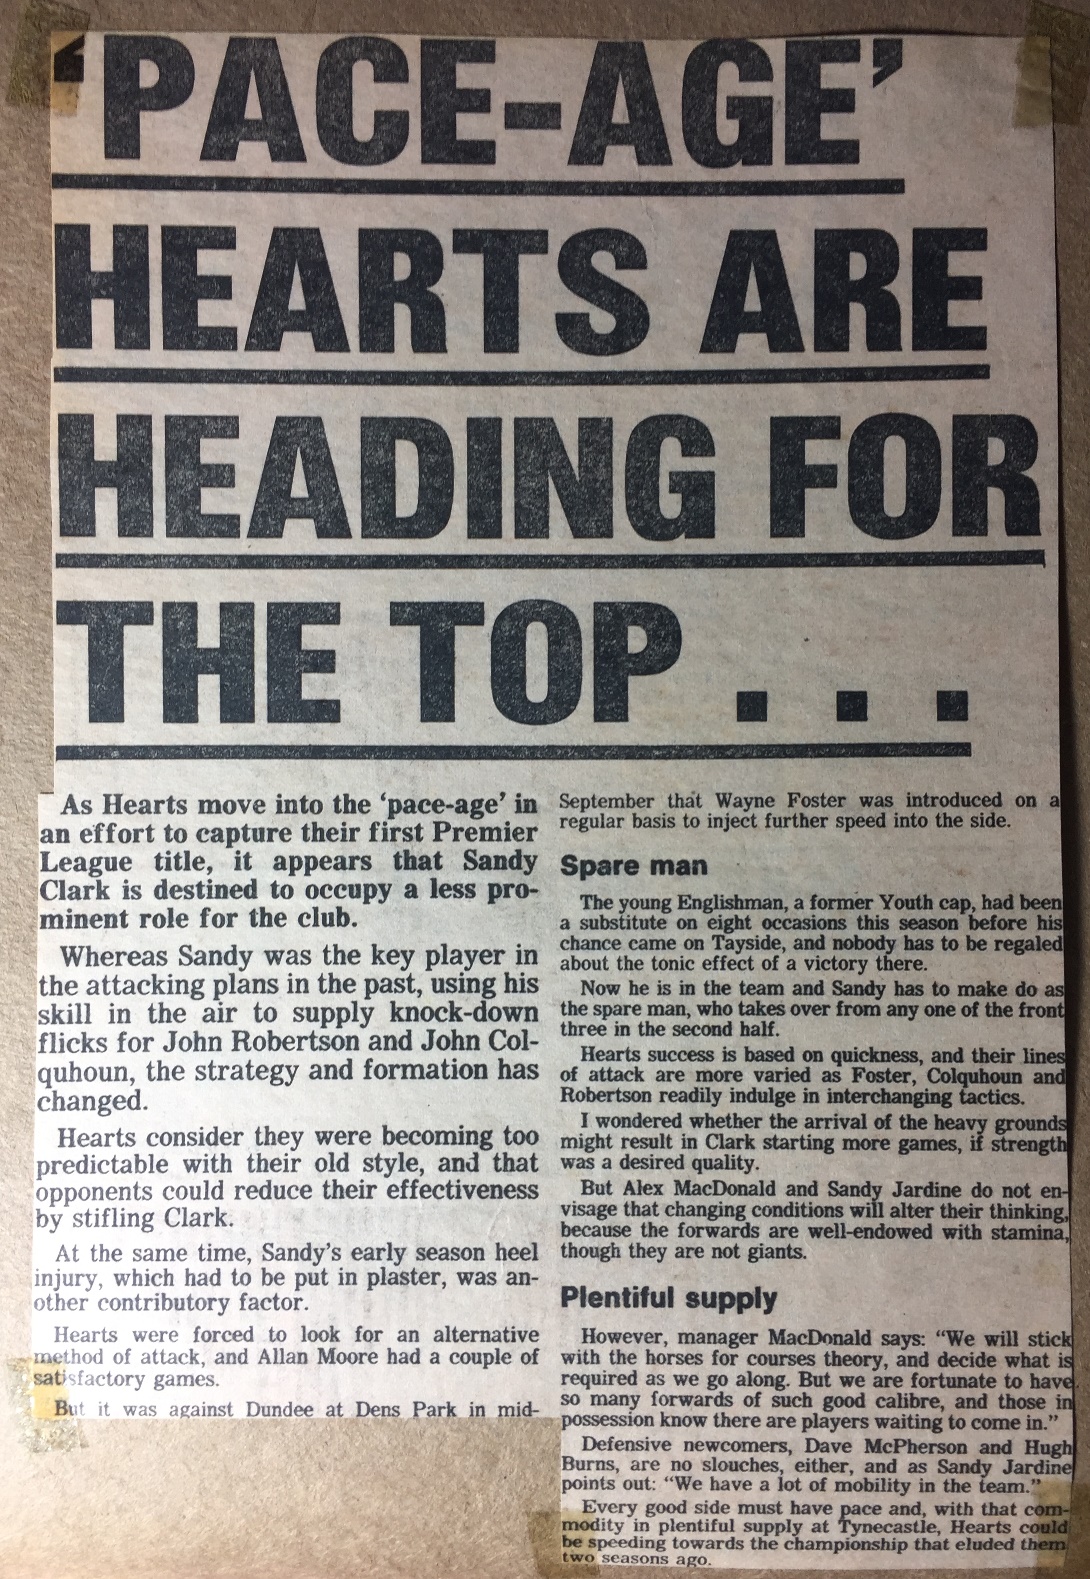 ‘PACE-AGE’
HEARTS ARE
HEADING FOR
THE TOP . . .
As Hearts move into the ‘pace-age’ in
an effort to capture their first Premier
League title, it appears that Sandy
Clark is destined to occupy a less pro-
minent role for the club.
Whereas Sandy was the key player in
the attacking plans in the past, using his
skill in the air to supply knock-down
flicks for John Robertson and John Col-
quhoun, the strategy and formation has
changed.
Hearts consider they were becoming too
predictable with their old style, and that
opponents could reduce their effectiveness
by stifling Clark.
At the same time, Sandy’s early season heel
injury, which had to be put in plaster, was an-
other contributory factor.
Hearts were forced to look for an alternative
method of attack, and Allan Moore had a couple of
satisfactory games.
But it was against Dundee at Dens Park in mid-
September that Wayne Foster was introduced on a
regular basis to inject further speed into the side.
Spare man
The young Englishman, a former Youth cap, had been
a substitute on eight occasions this season before his
chance came on Tayside, and nobody has to be regaled
about the tonic effect of a victory there.
Now he is in the team and Sandy has to make do as
the spare man, who takes over from any one of the front
three in the second half.
Hearts success is based on quickness, and their lines
of attack are more varied as Foster, Colquhoun and
Robertson readily indulge in interchanging tactics.
I wondered whether the arrival of the heavy grounds
might result in Clark starting more games, if strength
was a desired quality.
But Alex MacDonald and Sandy Jardine do not en-
visage that changing conditions will alter their thinking,
because the forwards are well-endowed with stamina,
though they are not giants.
Plentiful supply
However, manager MacDonald says: “We will stick
with the horses for courses theory, and decide what is
required as we go along. But we are fortunate to have
so many forwards of such good calibre, and those in
possession know there are players waiting to come in.”
Defensive newcomers, Dave McPherson and Hugh
Burns, are no slouches, either, and as Sandy Jardine
points out: “We have a lot of mobility in the team.”
Every good side must have pace and, with that com-
modity in plentiful supply at Tynecastle, Hearts could
be speeding towards the championship that eluded them
two seasons ago.